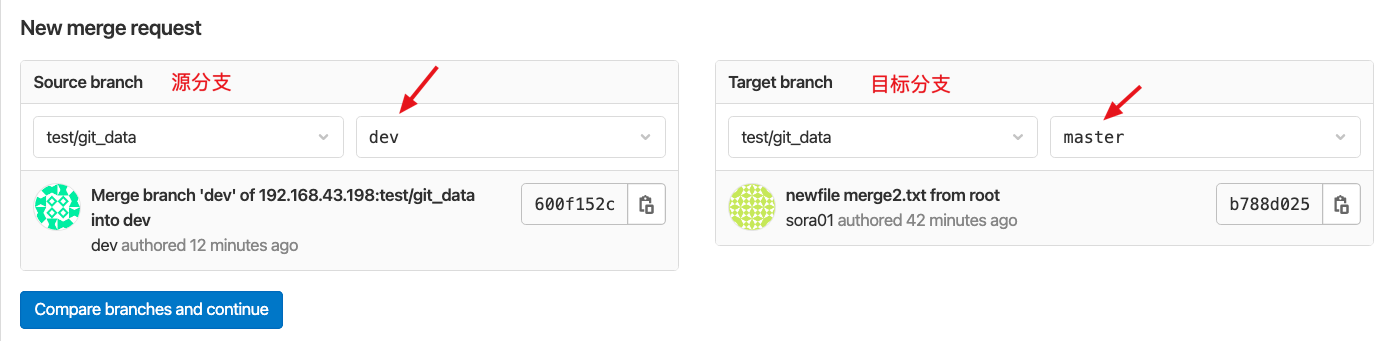 New merge request
Source branch 源分支
test/git_data
dev
Merge branch 'dev' of 192.168.43.198:test/git_data
into dev
dev authored 12 minutes ago
600f152c
Target branch 目标分支
test/git_data
master
newfile merge2.txt from root
sora01 authored 42 minutes ago
b788d025
Compare branches and continue